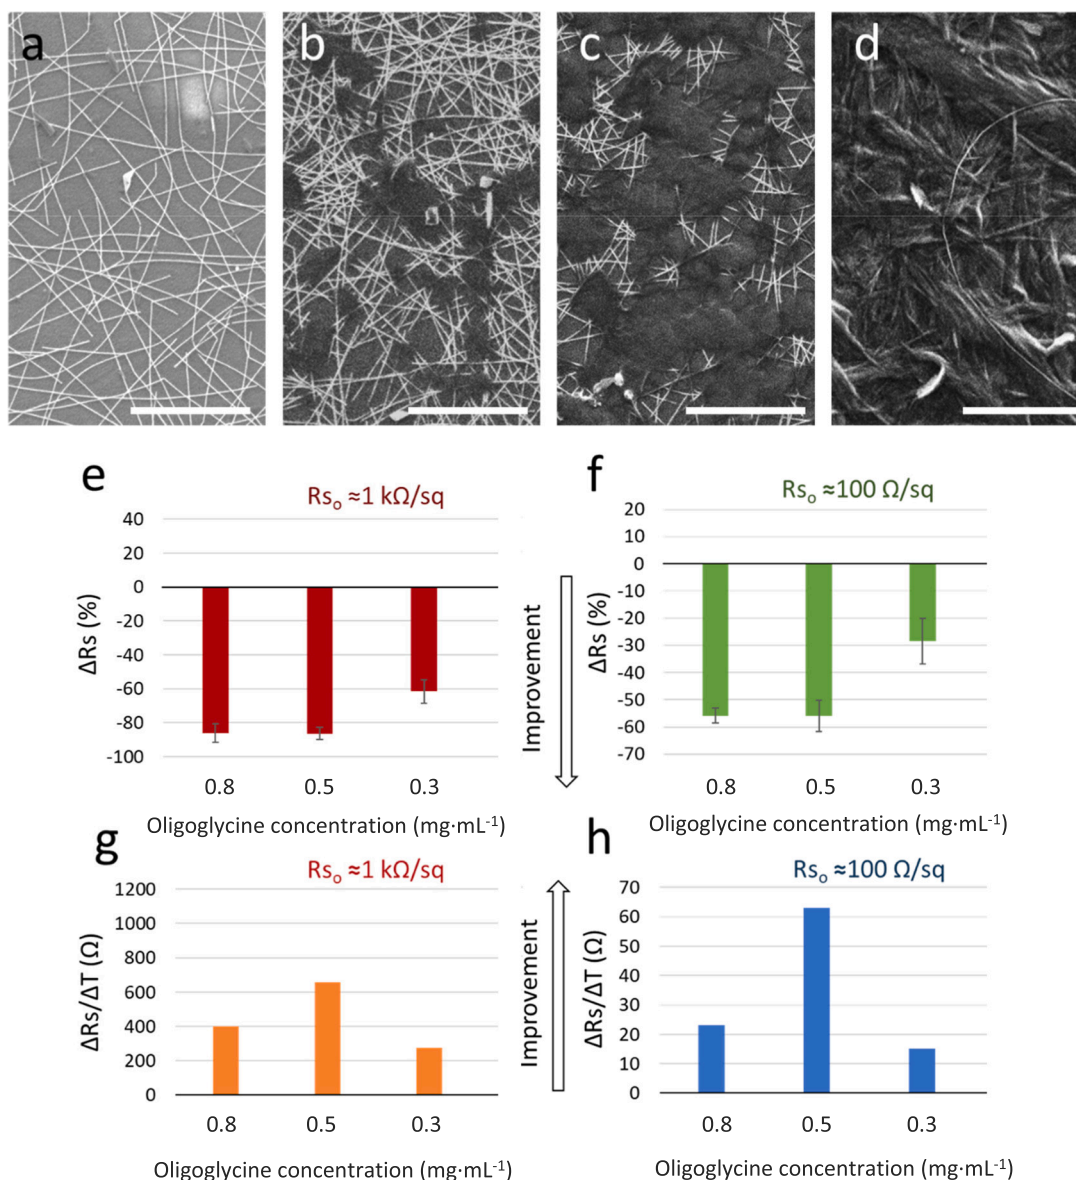 a
b
c
d
e
Rsₒ ≈1 kΩ/sq
40
20
0
-20
-40
-60
-80
-100
ΔRs (%)
0.8 0.5 0.3
Oligoglycine concentration (mg·mL⁻¹)
Improvement
f
Rsₒ ≈100 Ω/sq
20
10
0
-10
-20
-30
-40
-50
-60
-70
ΔRs (%)
0.8 0.5 0.3
Oligoglycine concentration (mg·mL⁻¹)
g
Rsₒ ≈1 kΩ/sq
1200
1000
800
600
400
200
0
ΔRs/ΔT (Ω)
0.8 0.5 0.3
Oligoglycine concentration (mg·mL⁻¹)
Improvement
h
Rsₒ ≈100 Ω/sq
70
60
50
40
30
20
10
0
ΔRs/ΔT (Ω)
0.8 0.5 0.3
Oligoglycine concentration (mg·mL⁻¹)